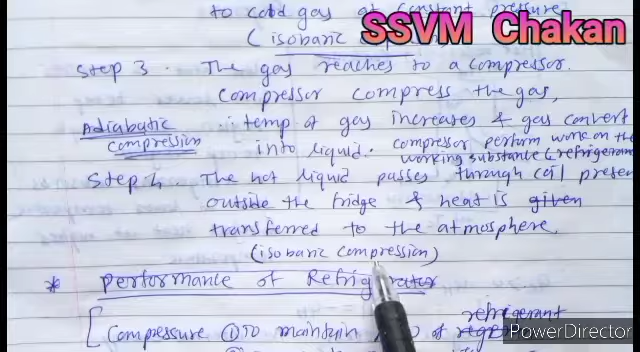 to cold gas at constant pressure
SSVM Chakan
(isobaric
Step 3. The gas reaches to a compressor.
compressor compress the gas,
Adiabatic compression
∴ temp of gas increases & gas convert
into liquid. compressor perform work on the
working substance (refrigerant
Step 4. The hot liquid passes through coil presen
outside the fridge & heat is given
transferred to the atmosphere.
(isobaric compression)
* Performance of Refrigerator
refrigerant
[Compressure ① To maintain of
PowerDirector